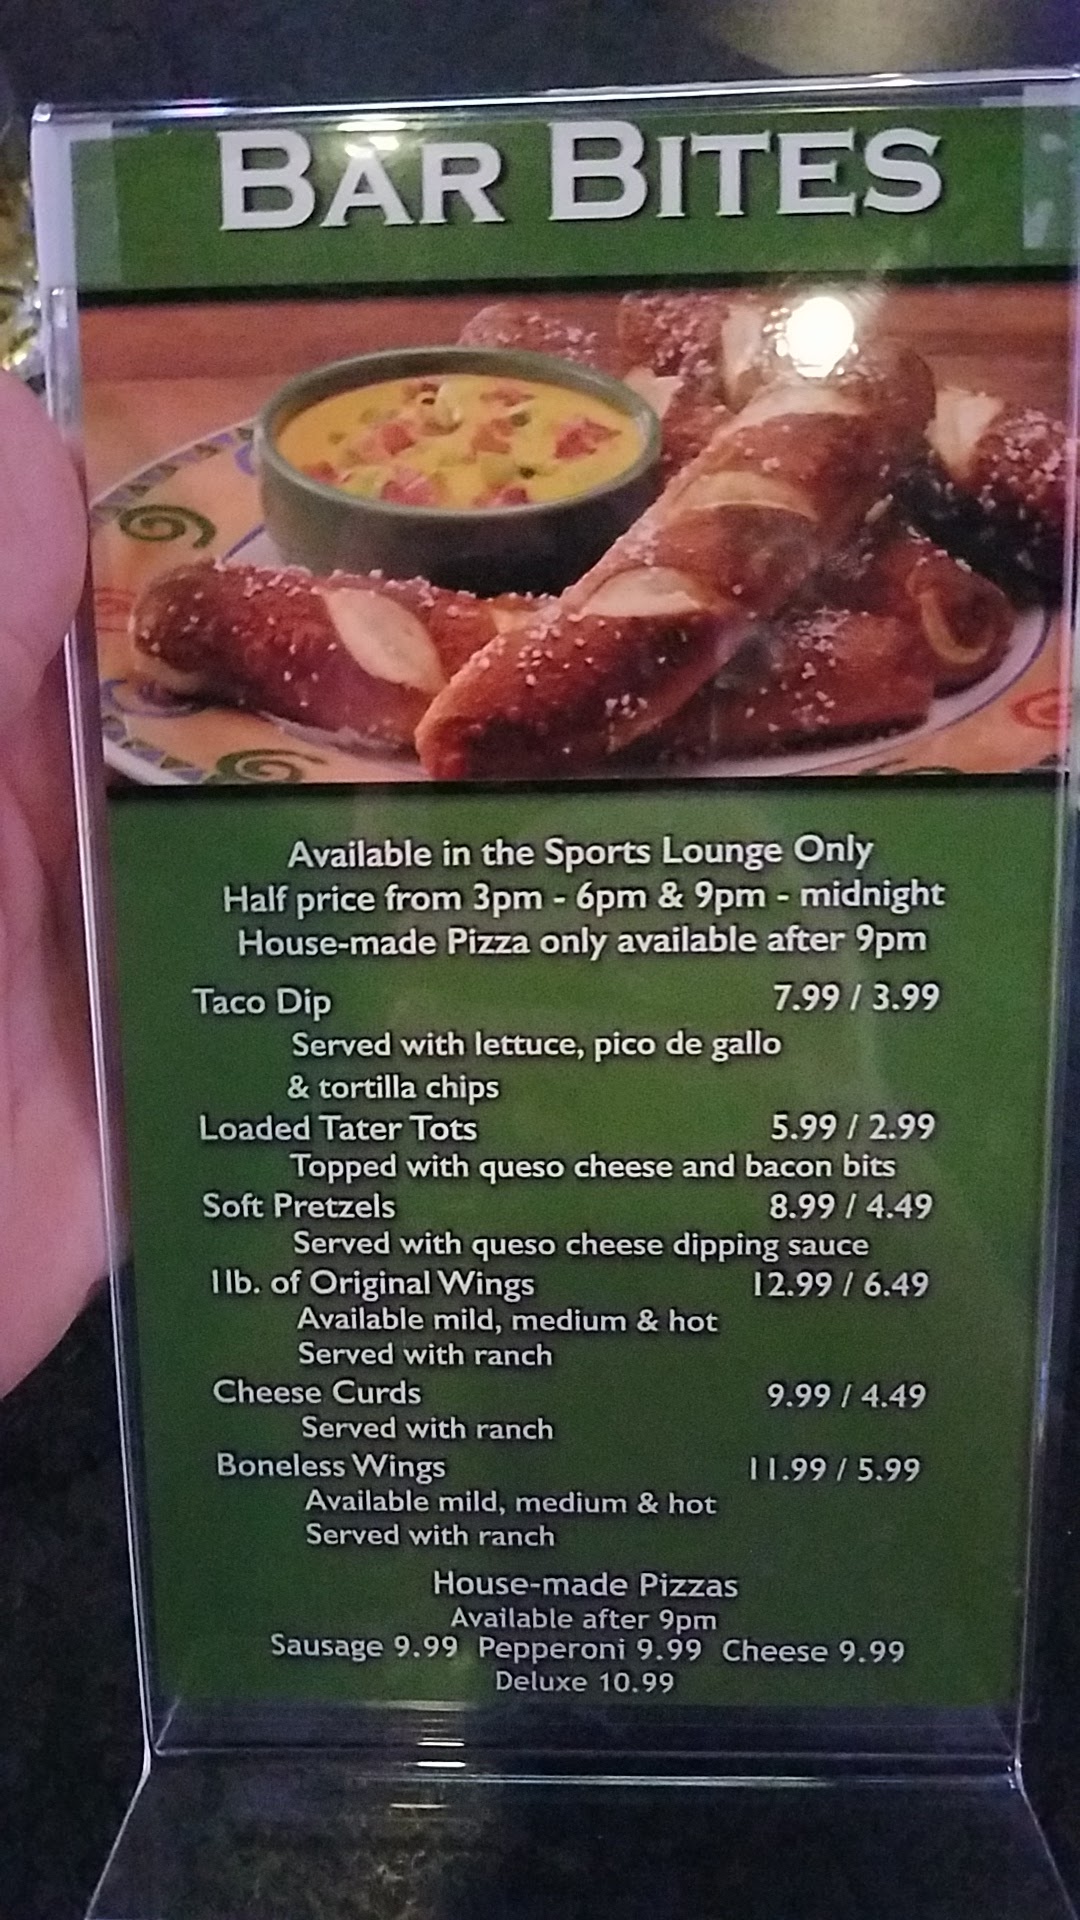 BAR BITES
Available in the Sports Lounge Only
Half price from 3pm - 6pm & 9pm - midnight
House-made Pizza only available after 9pm
Taco Dip 7.99 / 3.99
Served with lettuce, pico de gallo
& tortilla chips
Loaded Tater Tots 5.99 / 2.99
Topped with queso cheese and bacon bits
Soft Pretzels 8.99 / 4.49
Served with queso cheese dipping sauce
1lb. of Original Wings 12.99 / 6.49
Available mild, medium & hot
Served with ranch
Cheese Curds 9.99 / 4.49
Served with ranch
Boneless Wings 11.99 / 5.99
Available mild, medium & hot
Served with ranch
House-made Pizzas
Available after 9pm
Sausage 9.99 Pepperoni 9.99 Cheese 9.99
Deluxe 10.99